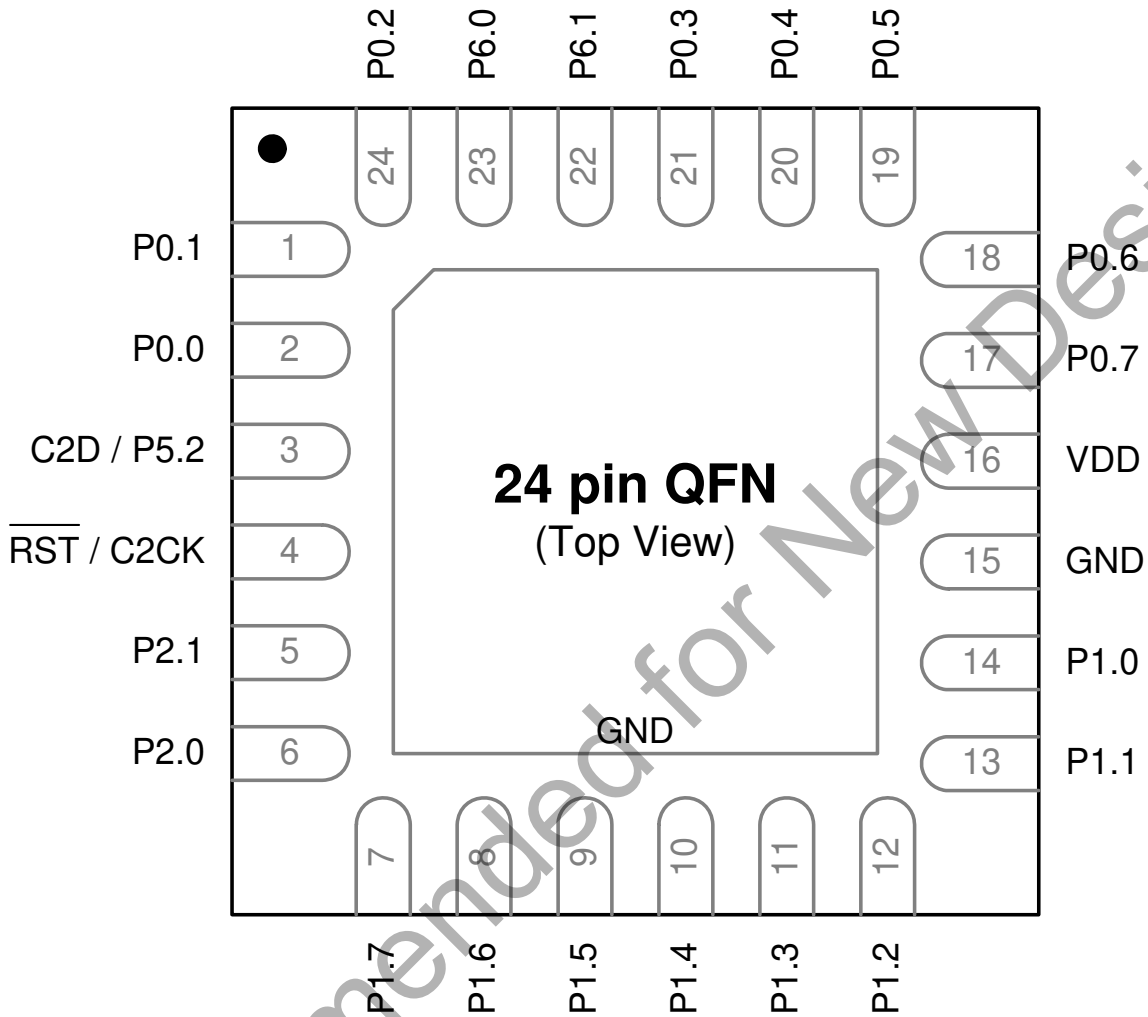 P0.2 P6.0 P6.1 P0.3 P0.4 P0.5
24 23 22 21 20 19
P0.1 1
P0.0 2
C2D / P5.2 3
R̅S̅T̅ / C2CK 4
P2.1 5
P2.0 6
18 P0.6
17 P0.7
16 VDD
15 GND
14 P1.0
13 P1.1
24 pin QFN
(Top View)
GND
7 8 9 10 11 12
P1.7 P1.6 P1.5 P1.4 P1.3 P1.2
mended for New Desi